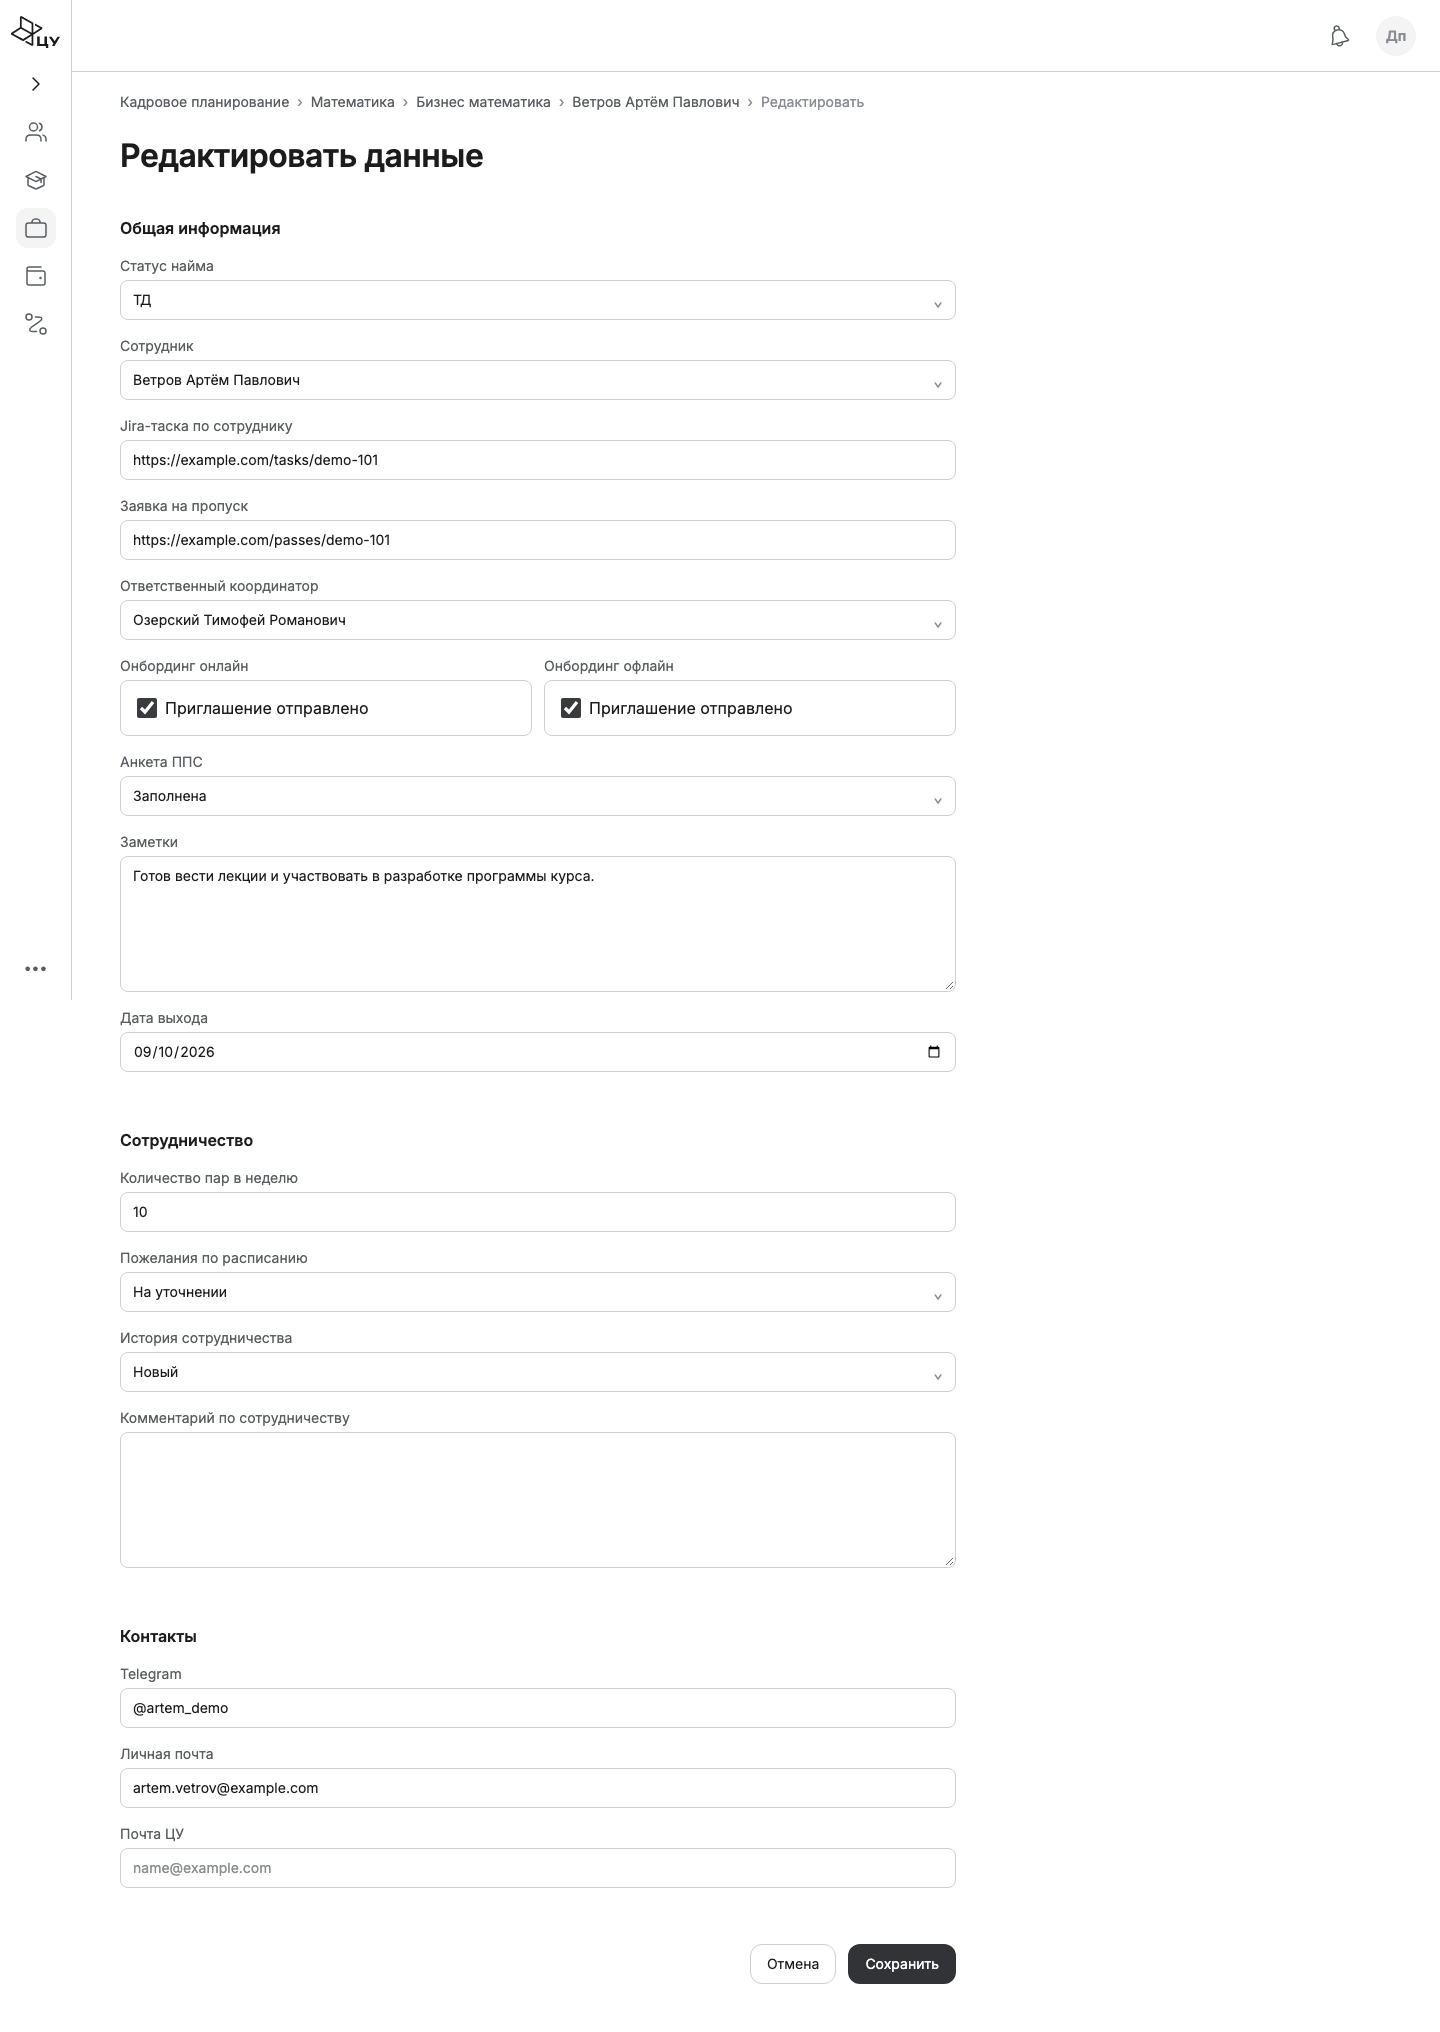 ЦУ
Дп
Кадровое планирование › Математика › Бизнес математика › Ветров Артём Павлович › Редактировать
Редактировать данные
Общая информация
Статус найма
ТД
Сотрудник
Ветров Артём Павлович
Jira-таска по сотруднику
https://example.com/tasks/demo-101
Заявка на пропуск
https://example.com/passes/demo-101
Ответственный координатор
Озерский Тимофей Романович
Онбординг онлайн
Приглашение отправлено
Онбординг офлайн
Приглашение отправлено
Анкета ППС
Заполнена
Заметки
Готов вести лекции и участвовать в разработке программы курса.
Дата выхода
09/10/2026
Сотрудничество
Количество пар в неделю
10
Пожелания по расписанию
На уточнении
История сотрудничества
Новый
Комментарий по сотрудничеству
Контакты
Telegram
@artem_demo
Личная почта
artem.vetrov@example.com
Почта ЦУ
name@example.com
Отмена
Сохранить